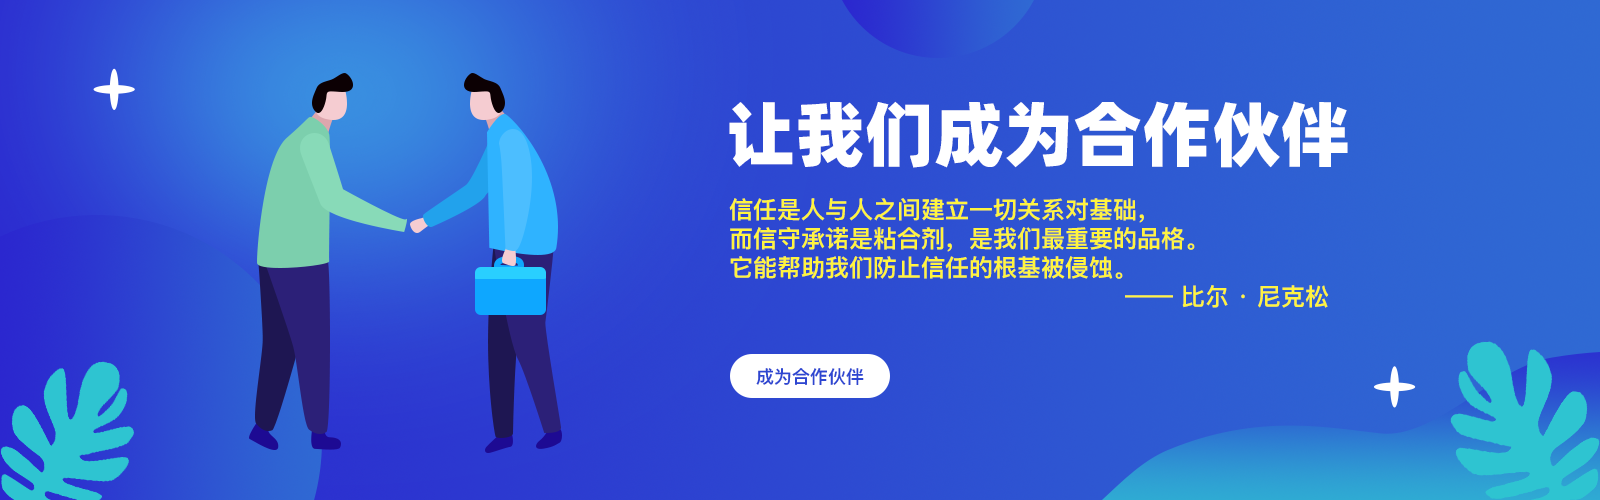 让我们成为合作伙伴
信任是人与人之间建立一切关系对基础，
而信守承诺是粘合剂，是我们最重要的品格。
它能帮助我们防止信任的根基被侵蚀。
—— 比尔 · 尼克松
成为合作伙伴